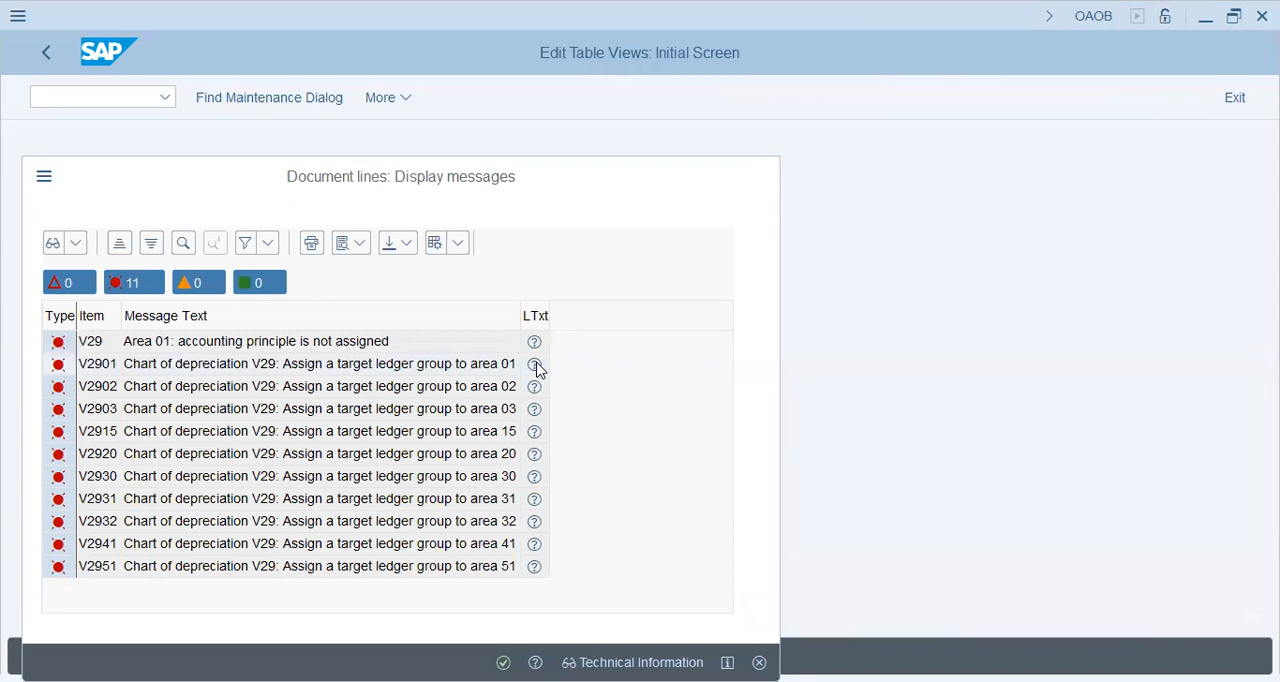 OAOB
SAP
Edit Table Views: Initial Screen
Find Maintenance Dialog
More
Exit
Document lines: Display messages
0
11
0
0
Type Item Message Text LTxt
V29 Area 01: accounting principle is not assigned
V2901 Chart of depreciation V29: Assign a target ledger group to area 01
V2902 Chart of depreciation V29: Assign a target ledger group to area 02
V2903 Chart of depreciation V29: Assign a target ledger group to area 03
V2915 Chart of depreciation V29: Assign a target ledger group to area 15
V2920 Chart of depreciation V29: Assign a target ledger group to area 20
V2930 Chart of depreciation V29: Assign a target ledger group to area 30
V2931 Chart of depreciation V29: Assign a target ledger group to area 31
V2932 Chart of depreciation V29: Assign a target ledger group to area 32
V2941 Chart of depreciation V29: Assign a target ledger group to area 41
V2951 Chart of depreciation V29: Assign a target ledger group to area 51
Technical Information